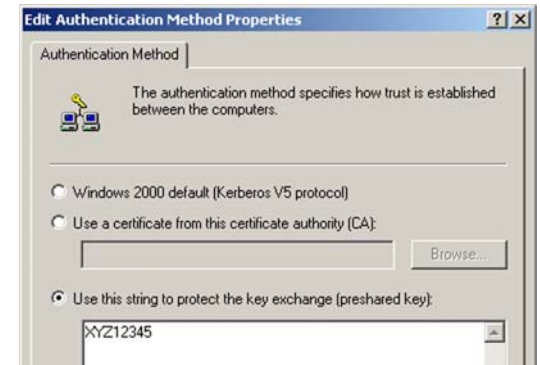 Edit Authentication Method Properties
Authentication Method
The authentication method specifies how trust is established
between the computers.
Windows 2000 default (Kerberos V5 protocol)
Use a certificate from this certificate authority (CA):
Browse...
Use this string to protect the key exchange (preshared key):
XYZ12345